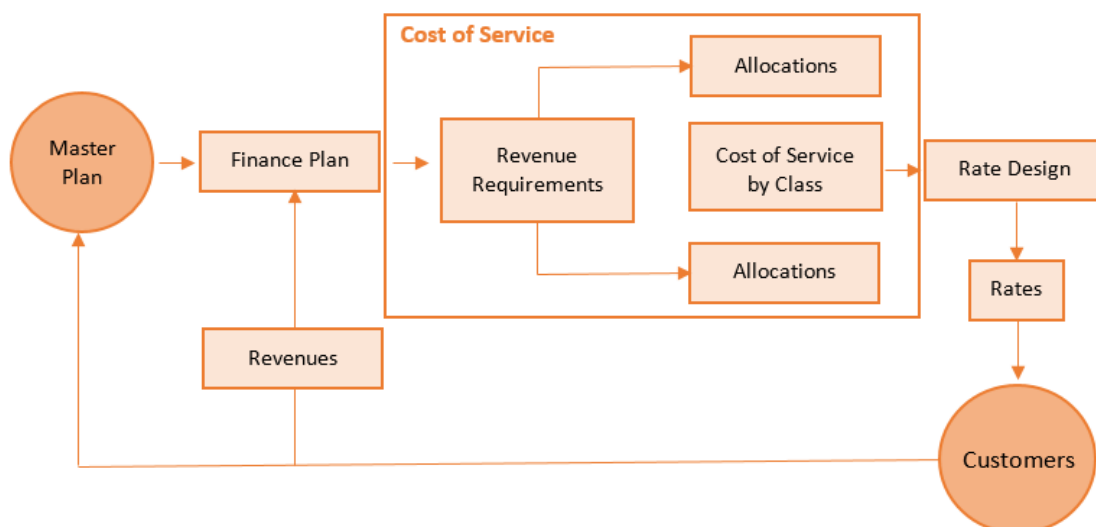 Cost of Service
Allocations
Master
Plan
Finance Plan
Revenue
Requirements
Cost of Service
by Class
Rate Design
Allocations
Rates
Revenues
Customers